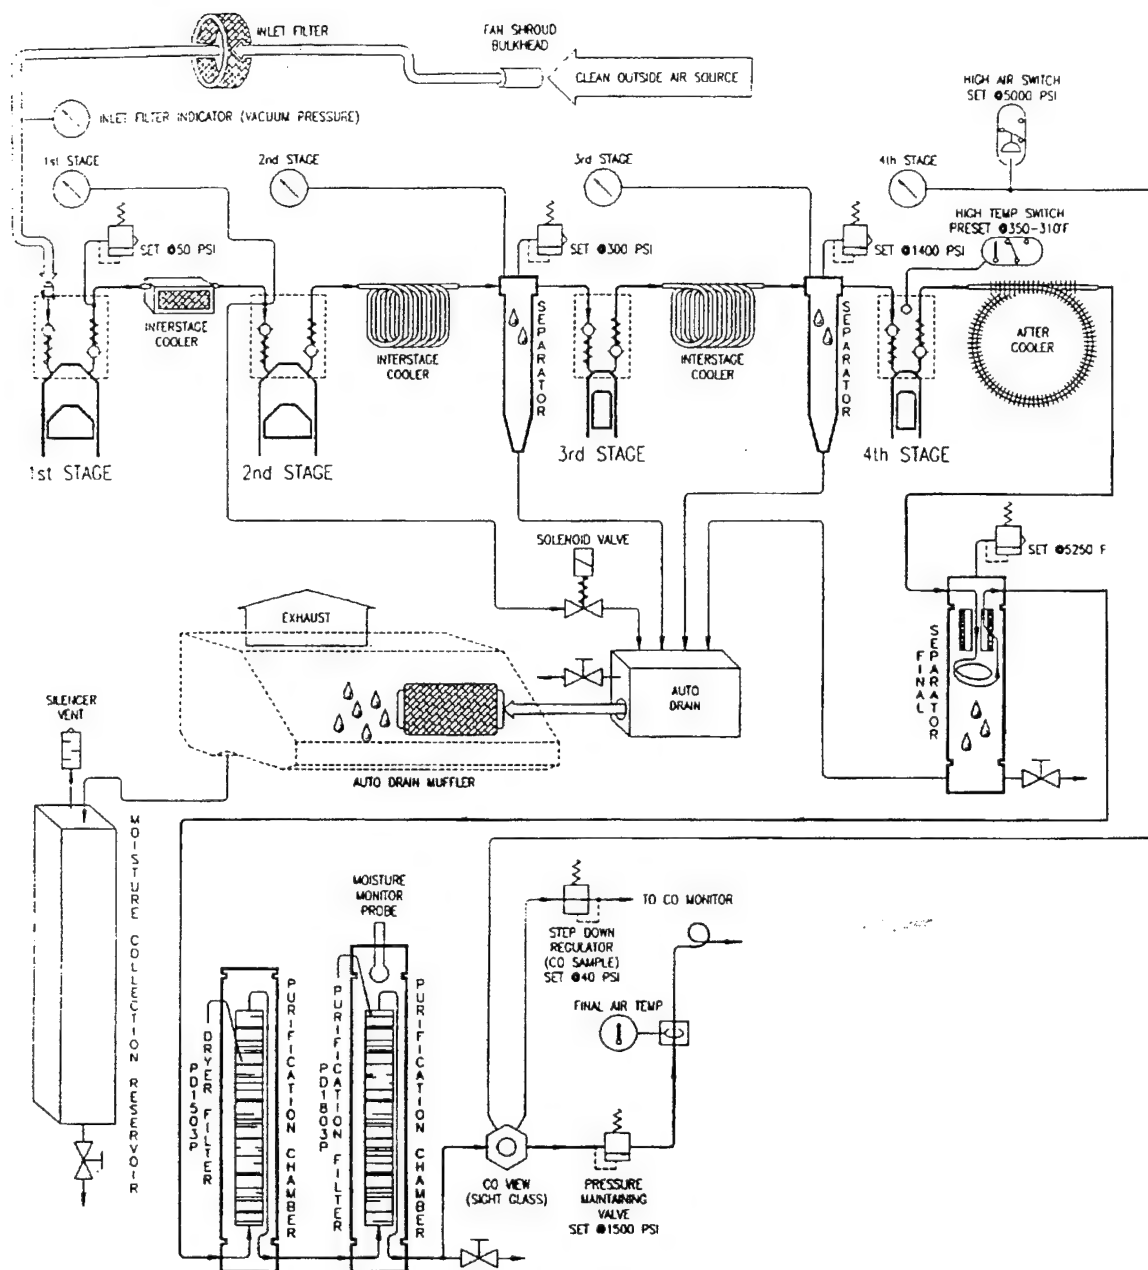 INLET FILTER
FAN SHROUD
BULKHEAD
CLEAN OUTSIDE AIR SOURCE
HIGH AIR SWITCH
SET @5000 PSI
INLET FILTER INDICATOR (VACUUM PRESSURE)
1st STAGE
2nd STAGE
3rd STAGE
4th STAGE
HIGH TEMP SWITCH
PRESET @350-310°F
SET @50 PSI
SET @300 PSI
SET @1400 PSI
INTERSTAGE
COOLER
INTERSTAGE
COOLER
SEPARATOR
INTERSTAGE
COOLER
SEPARATOR
AFTER
COOLER
1st STAGE
2nd STAGE
3rd STAGE
4th STAGE
SOLENOID VALVE
SET @5250 F
EXHAUST
AUTO
DRAIN
FINAL
SEPARATOR
SILENCER
VENT
AUTO DRAIN MUFFLER
MOISTURE COLLECTION RESERVOIR
MOISTURE
MONITOR
PROBE
TO CO MONITOR
STEP DOWN
REGULATOR
(CO SAMPLE)
SET @40 PSI
FINAL AIR TEMP
PD1503P
DRYER FILTER
PURIFICATION CHAMBER
PD1803P
PURIFICATION FILTER
PURIFICATION CHAMBER
CO VIEW
(SIGHT GLASS)
PRESSURE
MAINTAINING
VALVE
SET @1500 PSI